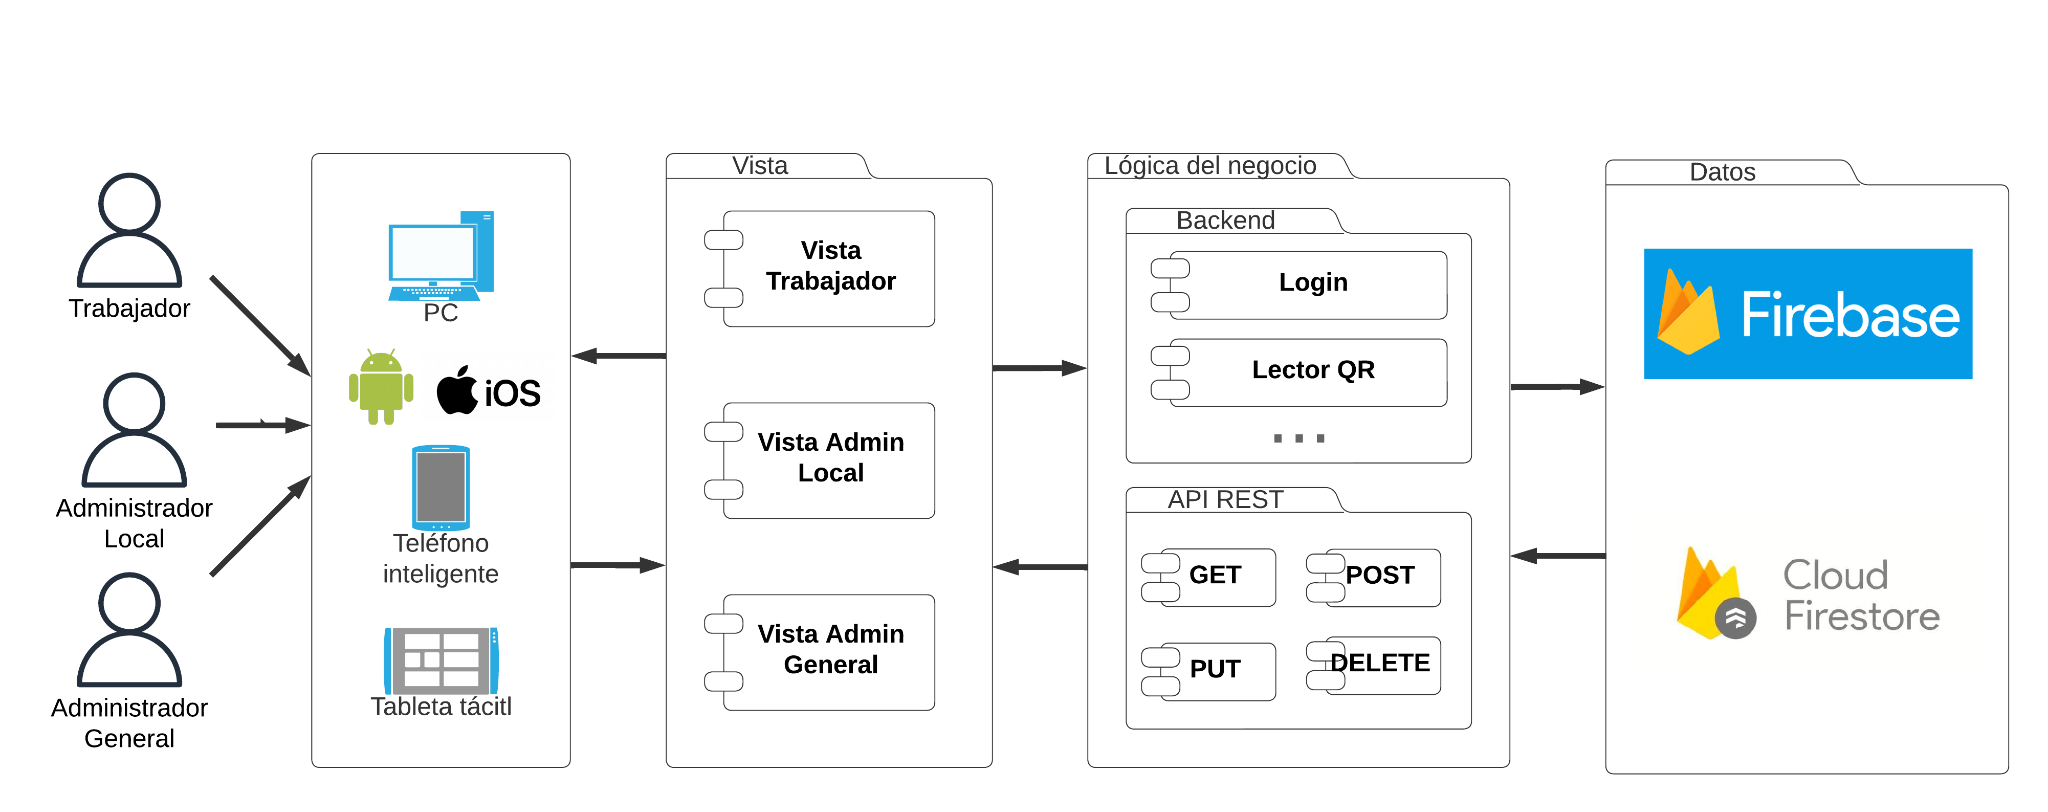 Trabajador
Administrador
Local
Administrador
General
PC
iOS
Teléfono
inteligente
Tableta tácitl
Vista
Vista
Trabajador
Vista Admin
Local
Vista Admin
General
Lógica del negocio
Backend
Login
Lector QR
...
API REST
GET
POST
PUT
DELETE
Datos
Firebase
Cloud
Firestore